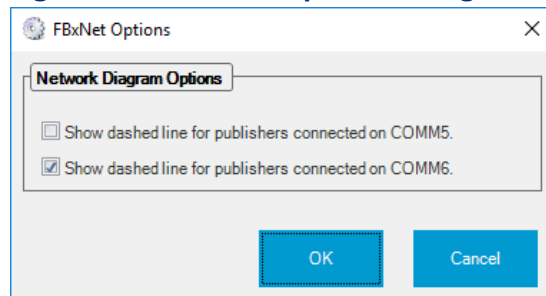 FBxNet Options
Network Diagram Options
Show dashed line for publishers connected on COMM5.
Show dashed line for publishers connected on COMM6.
OK
Cancel